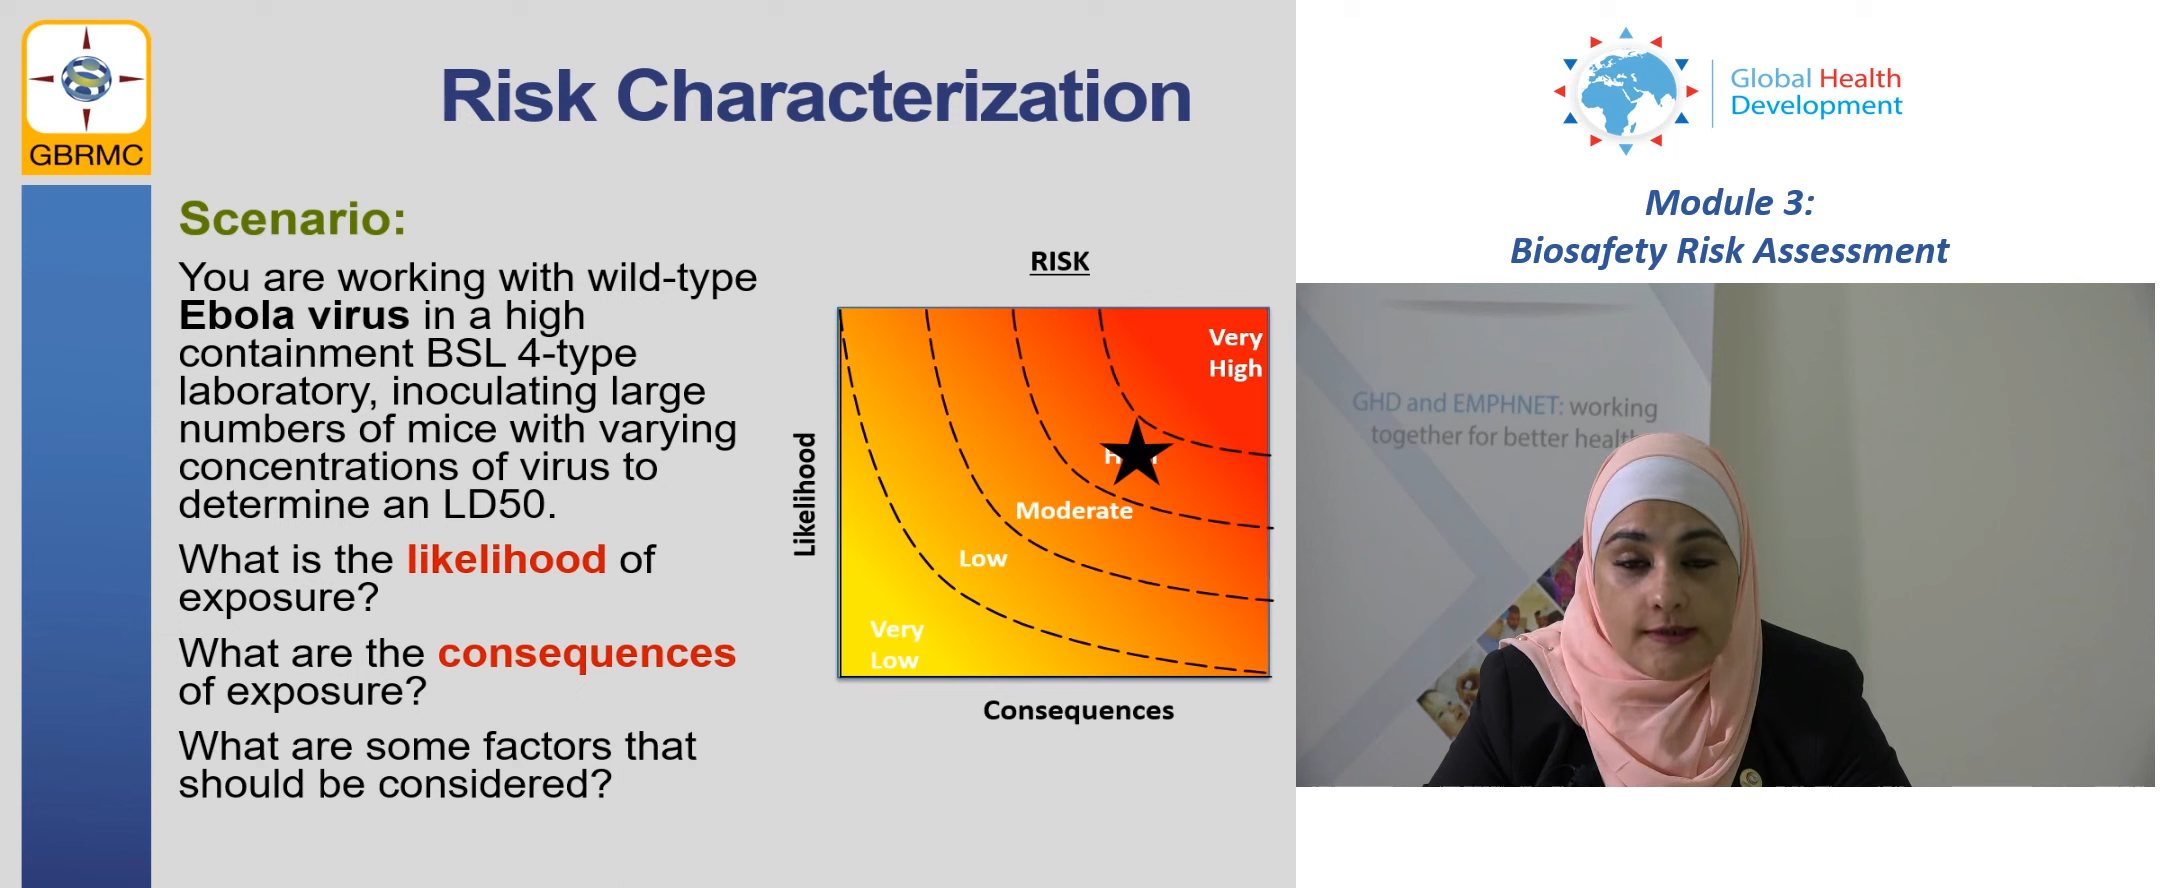 GBRMC
Risk Characterization
Scenario:
You are working with wild-type
Ebola virus in a high
containment BSL 4-type
laboratory, inoculating large
numbers of mice with varying
concentrations of virus to
determine an LD50.
What is the likelihood of
exposure?
What are the consequences
of exposure?
What are some factors that
should be considered?
RISK
Very
High
Moderate
Low
Very
Low
Likelihood
Consequences
Global Health
Development
Module 3:
Biosafety Risk Assessment
GHD and EMPHNET: working
together for better health